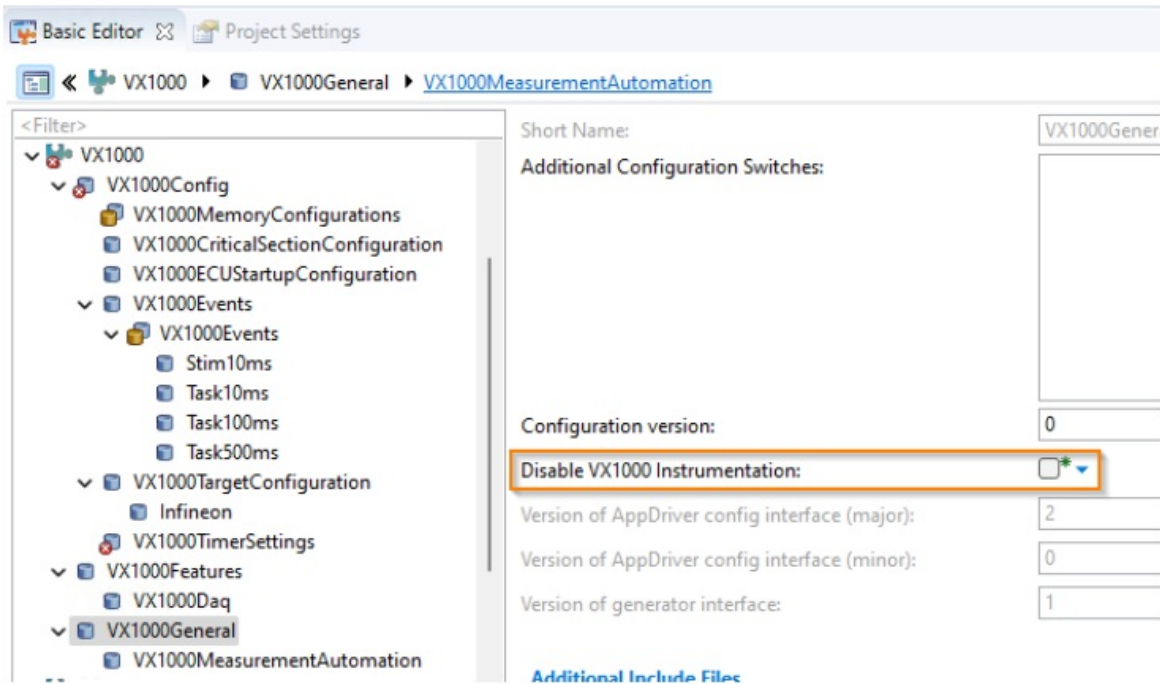 Basic Editor Project Settings
VX1000 VX1000General VX1000MeasurementAutomation
<Filter>
VX1000
VX1000Config
VX1000MemoryConfigurations
VX1000CriticalSectionConfiguration
VX1000ECUStartupConfiguration
VX1000Events
VX1000Events
Stim10ms
Task10ms
Task100ms
Task500ms
VX1000TargetConfiguration
Infineon
VX1000TimerSettings
VX1000Features
VX1000Daq
VX1000General
VX1000MeasurementAutomation
Short Name: VX1000Gener
Additional Configuration Switches:
Configuration version: 0
Disable VX1000 Instrumentation: *
Version of AppDriver config interface (major): 2
Version of AppDriver config interface (minor): 0
Version of generator interface: 1
Additional Include Files